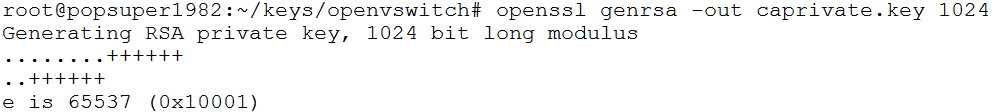 root@popsuper1982:~/keys/openvswitch# openssl genrsa -out caprivate.key 1024
Generating RSA private key, 1024 bit long modulus
........++++++
..++++++
e is 65537 (0x10001)